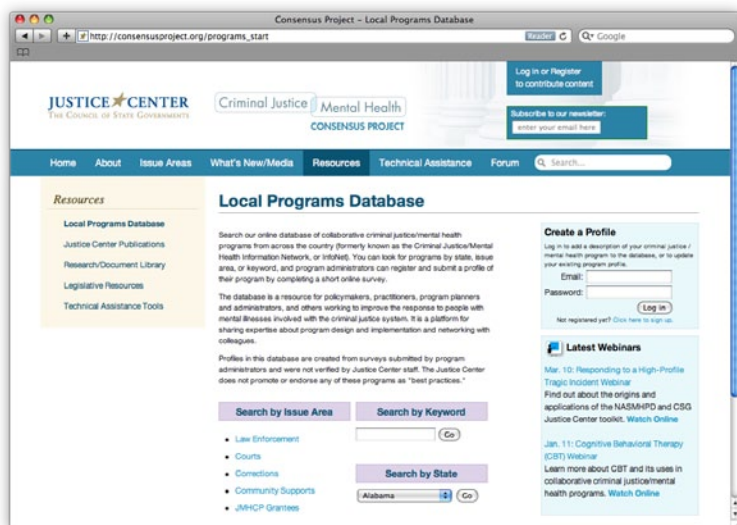 Consensus Project – Local Programs Database
http://consensusproject.org/programs_start
Reader
Google
JUSTICE CENTER
THE COUNCIL OF STATE GOVERNMENTS
Criminal Justice
Mental Health
CONSENSUS PROJECT
Log in or Register
to contribute content
Subscribe to our newsletter:
enter your email here
Home About Issue Areas What's New/Media Resources Technical Assistance Forum Search...
Resources
Local Programs Database
Justice Center Publications
Research/Document Library
Legislative Resources
Technical Assistance Tools
Local Programs Database
Search our online database of collaborative criminal justice/mental health
programs from across the country (formerly known as the Criminal Justice/Mental
Health Information Network, or InfoNet). You can look for programs by state, issue
area, or keyword, and program administrators can register and submit a profile of
their program by completing a short online survey.
The database is a resource for policymakers, practitioners, program planners
and administrators, and others working to improve the response to people with
mental illnesses involved with the criminal justice system. It is a platform for
sharing expertise about program design and implementation and networking with
colleagues.
Profiles in this database are created from surveys submitted by program
administrators and were not verified by Justice Center staff. The Justice Center
does not promote or endorse any of these programs as "best practices."
Search by Issue Area
Law Enforcement
Courts
Corrections
Community Supports
JMHCP Grantees
Search by Keyword
Go
Search by State
Alabama Go
Create a Profile
Log in to add a description of your criminal justice /
mental health program to the database, or to update
your existing program profile.
Email:
Password:
Log in
Not registered yet? Click here to sign up.
Latest Webinars
Mar. 10: Responding to a High-Profile
Tragic Incident Webinar
Find out about the origins and
applications of the NASMHPD and CSG
Justice Center toolkit. Watch Online
Jan. 11: Cognitive Behavioral Therapy
(CBT) Webinar
Learn more about CBT and its uses in
collaborative criminal justice/mental
health programs. Watch Online